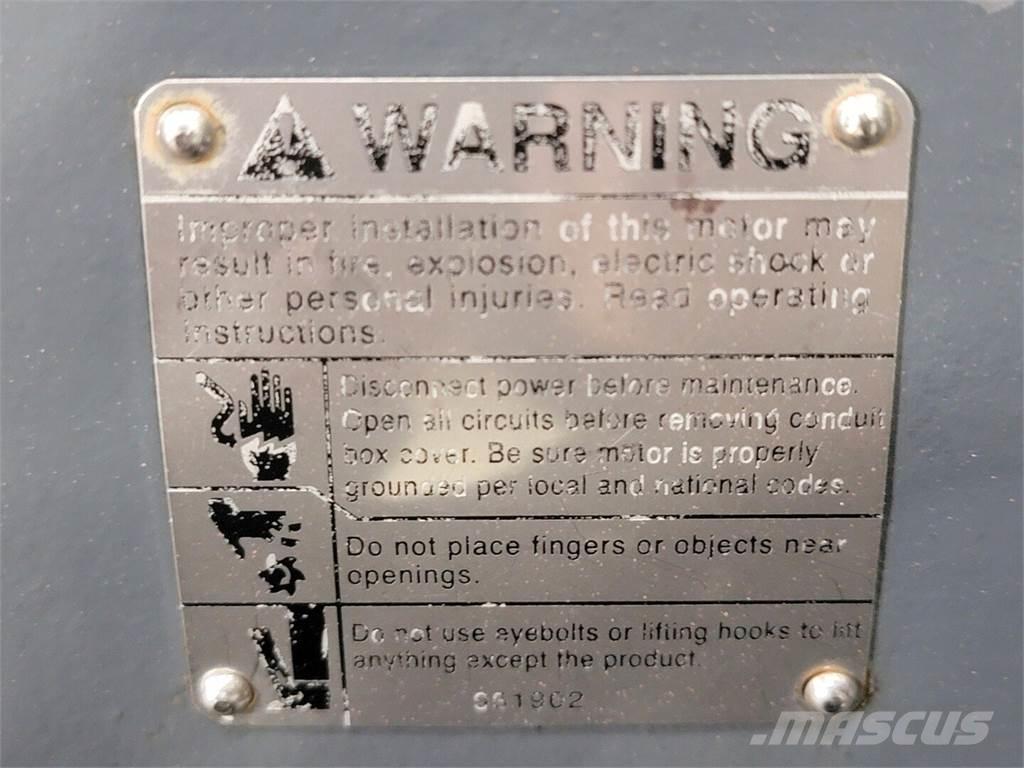 WARNING
Improper installation of this motor may
result in fire, explosion, electric shock or
other personal injuries. Read operating
instructions.
Disconnect power before maintenance.
Open all circuits before removing conduit
box cover. Be sure motor is properly
grounded per local and national codes.
Do not place fingers or objects near
openings.
Do not use eyebolts or lifting hooks to lift
anything except the product.
MASCUS